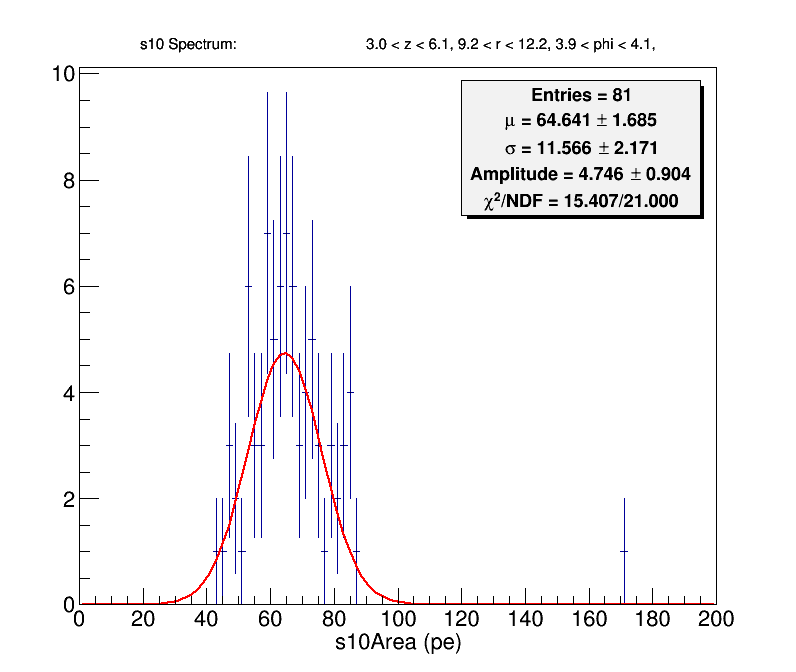 s10 Spectrum: 3.0 < z < 6.1, 9.2 < r < 12.2, 3.9 < phi < 4.1,
Entries = 81
μ = 64.641 ± 1.685
σ = 11.566 ± 2.171
Amplitude = 4.746 ± 0.904
χ²/NDF = 15.407/21.000
10
8
6
4
2
0
0 20 40 60 80 100 120 140 160 180 200
s10Area (pe)